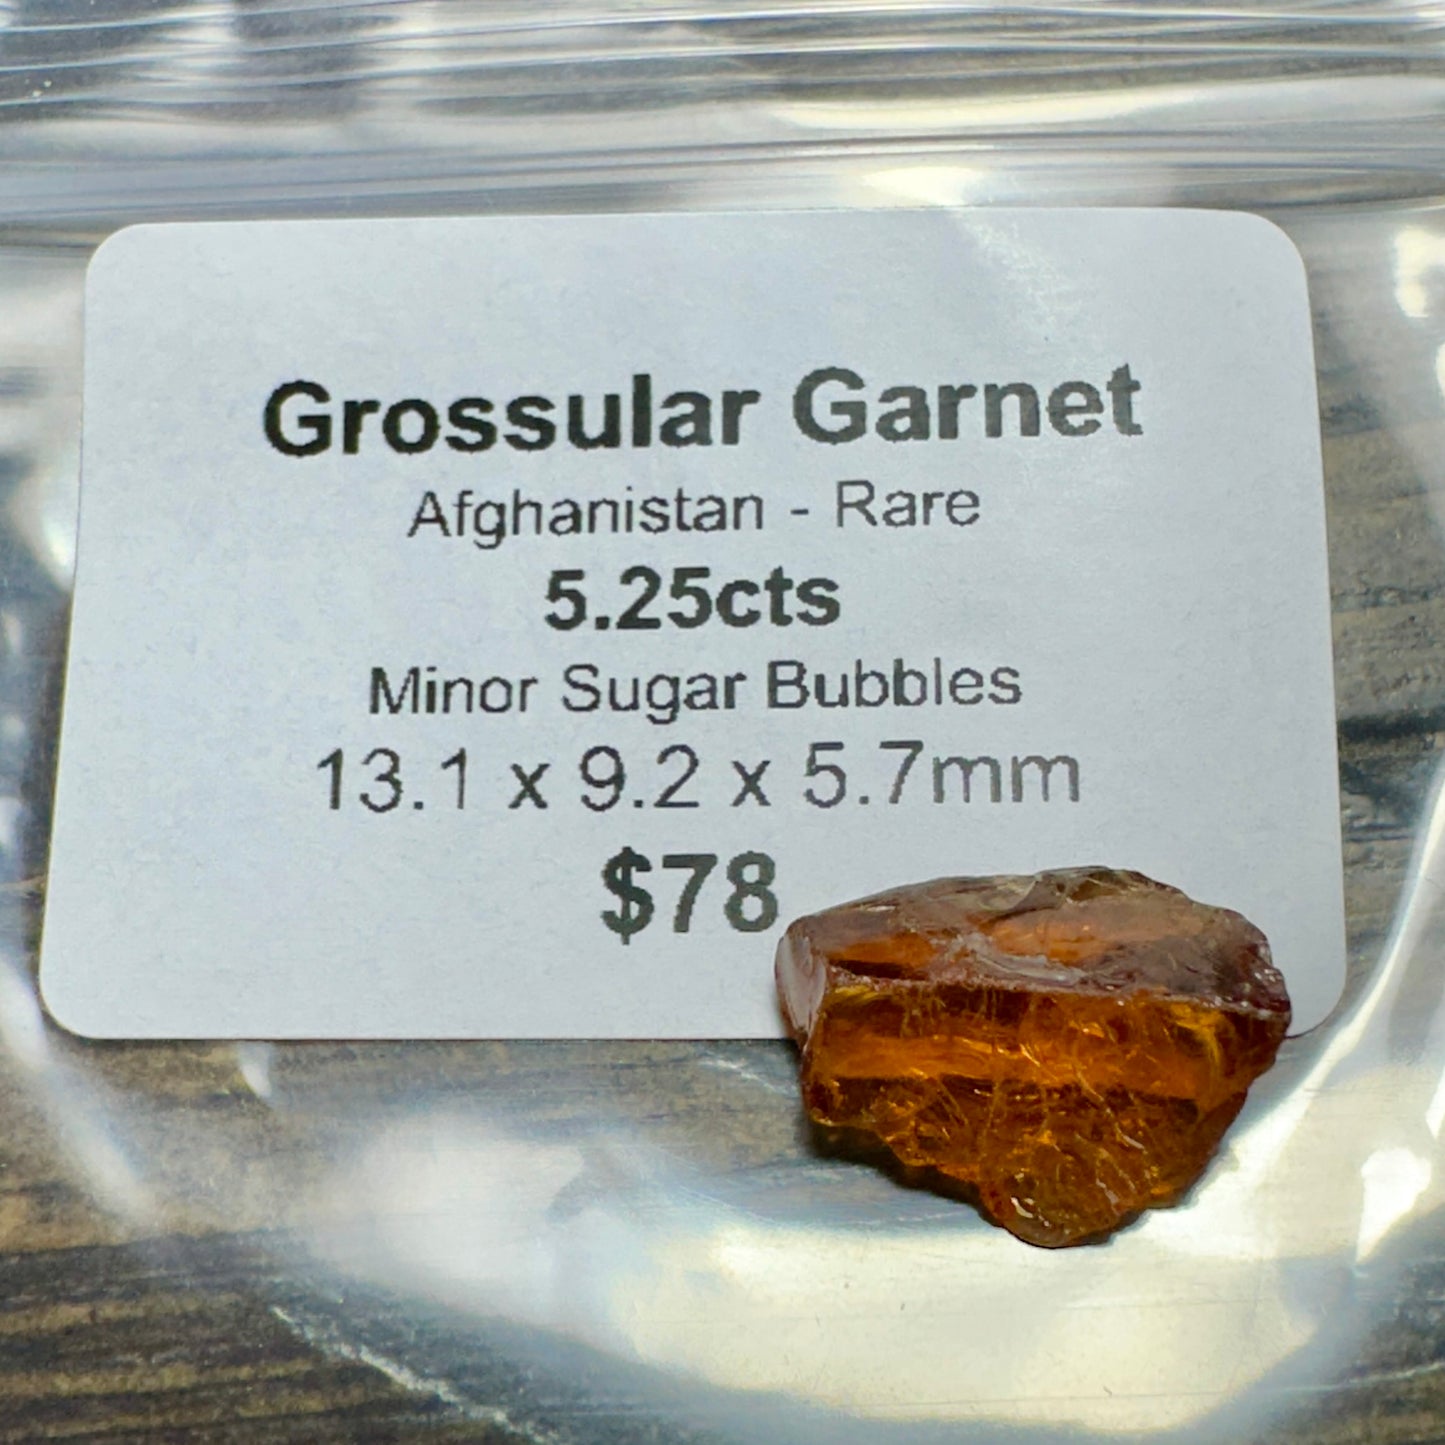 Grossular Garnet
Afghanistan - Rare
5.25cts
Minor Sugar Bubbles
13.1 x 9.2 x 5.7mm
$78